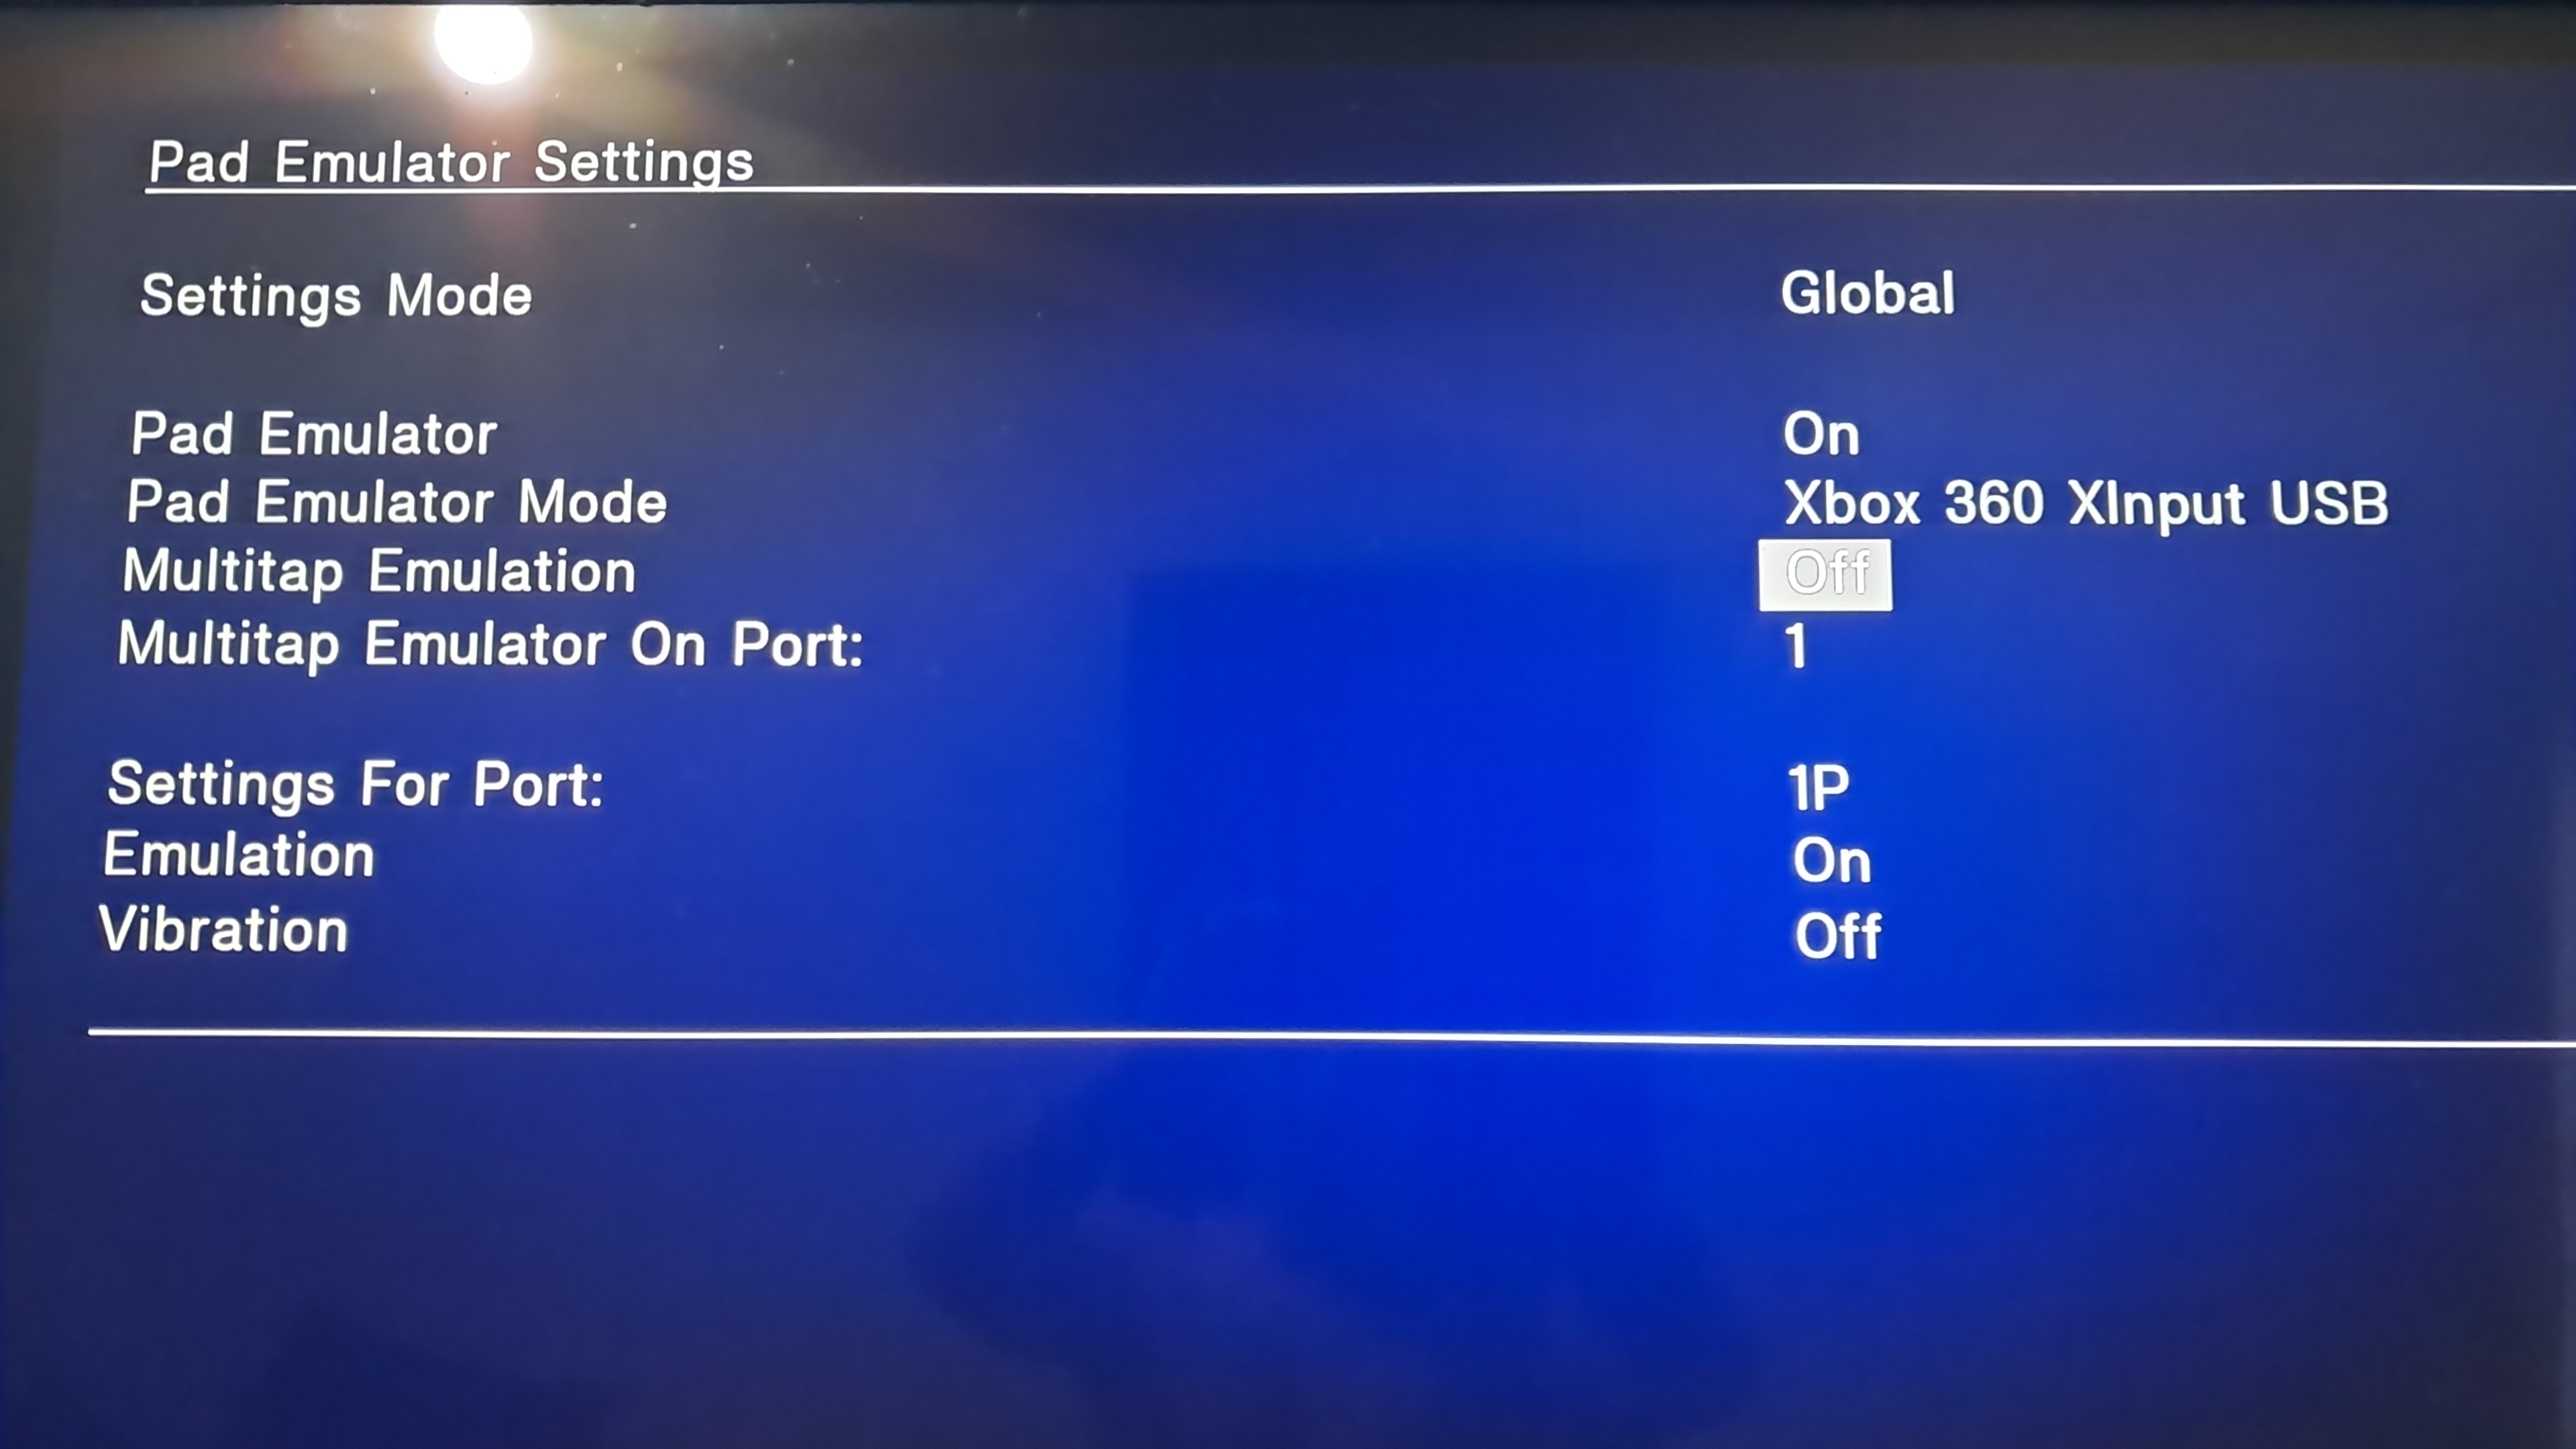 Pad Emulator Settings
Settings Mode Global
Pad Emulator On
Pad Emulator Mode Xbox 360 XInput USB
Multitap Emulation Off
Multitap Emulator On Port: 1
Settings For Port: 1P
Emulation On
Vibration Off